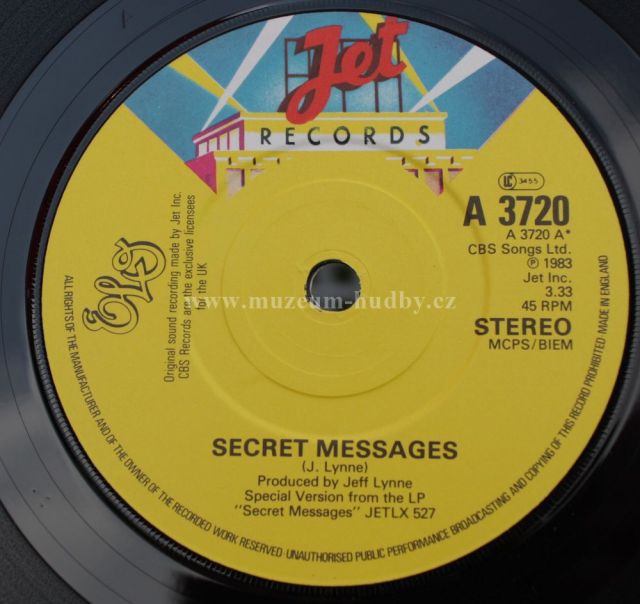 Jet
RECORDS
LC 3455
A 3720
A 3720 A*
CBS Songs Ltd.
℗ 1983
Jet Inc.
3.33
45 RPM
STEREO
MCPS/BIEM
ELO
Original sound recording made by Jet Inc.
CBS Records are the exclusive licensees
for the UK
www.muzeum-hudby.cz
SECRET MESSAGES
(J. Lynne)
Produced by Jeff Lynne
Special Version from the LP
"Secret Messages" JETLX 527
ALL RIGHTS OF THE MANUFACTURER AND OF THE OWNER OF THE RECORDED WORK RESERVED·UNAUTHORISED PUBLIC PERFORMANCE BROADCASTING AND COPYING OF THIS RECORD PROHIBITED MADE IN ENGLAND